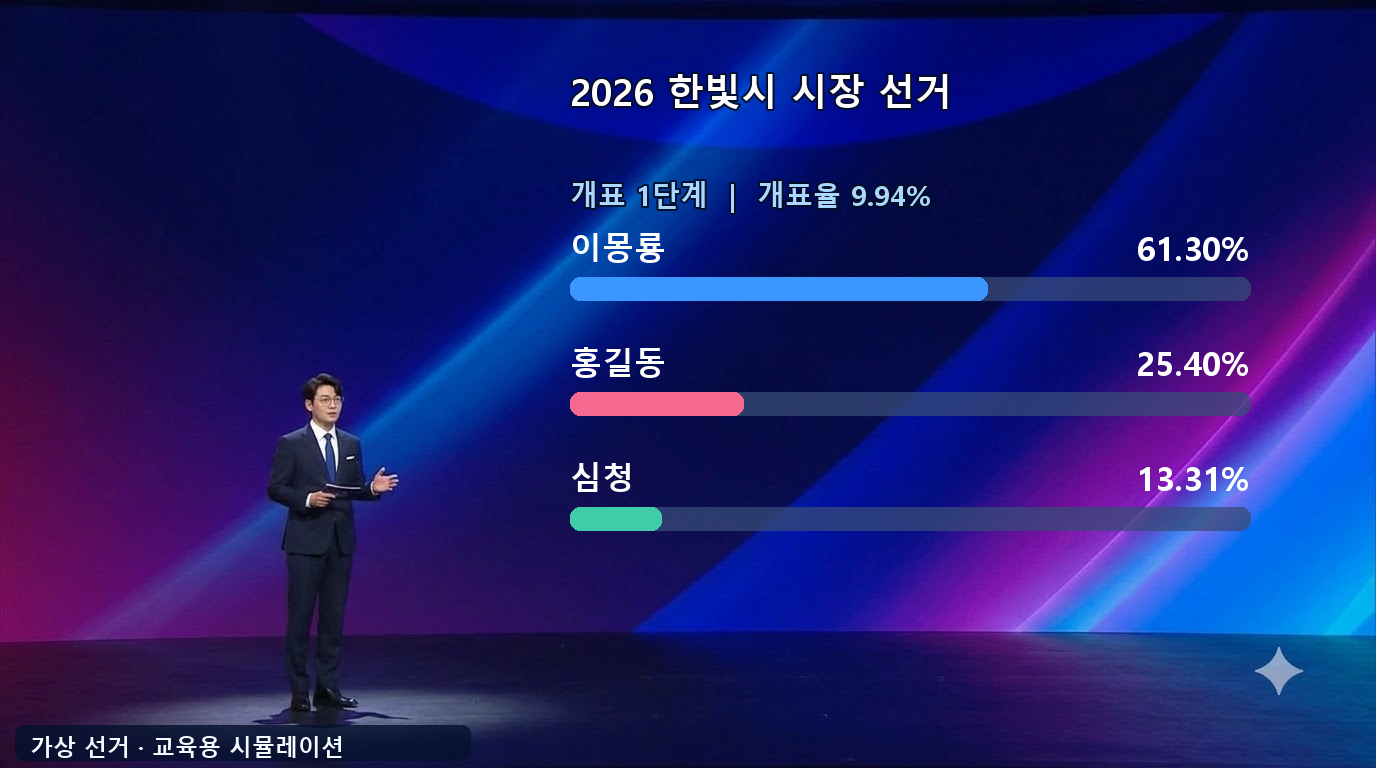 2026 한빛시 시장 선거
개표 1단계 | 개표율 9.94%
이몽룡 61.30%
홍길동 25.40%
심청 13.31%
가상 선거 · 교육용 시뮬레이션